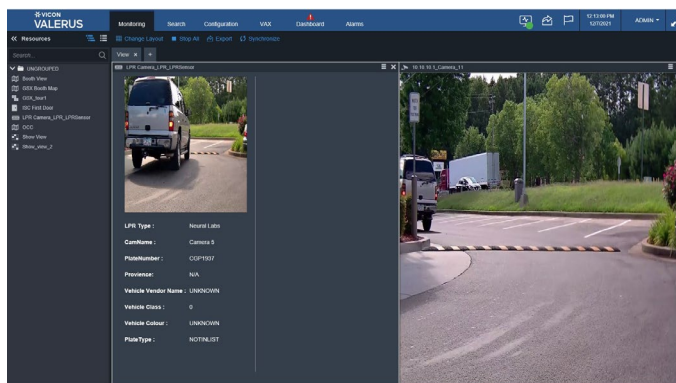 VICON
VALERUS
Monitoring
Search
Configuration
VAX
Dashboard
Alarms
12:13:00 PM
12/7/2021
ADMIN
Resources
Change Layout
Stop All
Export
Synchronize
Search...
View
UNGROUPED
Booth View
GSX Booth Map
GSX_tour1
ISC First Door
LPR Camera_LPR_LPRSensor
OCC
Show View
Show_view_2
LPR Camera_LPR_LPRSensor
LPR Type : Neural Labs
CamName : Camera 5
PlateNumber : CGP1937
Provience: N/A
Vehicle Vendor Name : UNKNOWN
Vehicle Class : 0
Vehicle Colour : UNKNOWN
PlateType : NOTINLIST